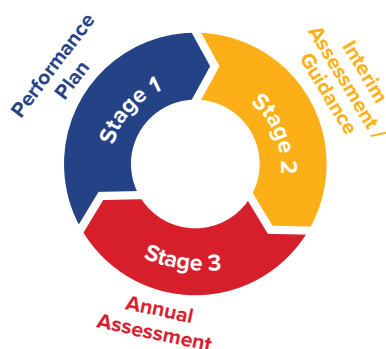 Performance
Plan
Stage 1
Interim
Assessment /
Guidance
Stage 2
Stage 3
Annual
Assessment